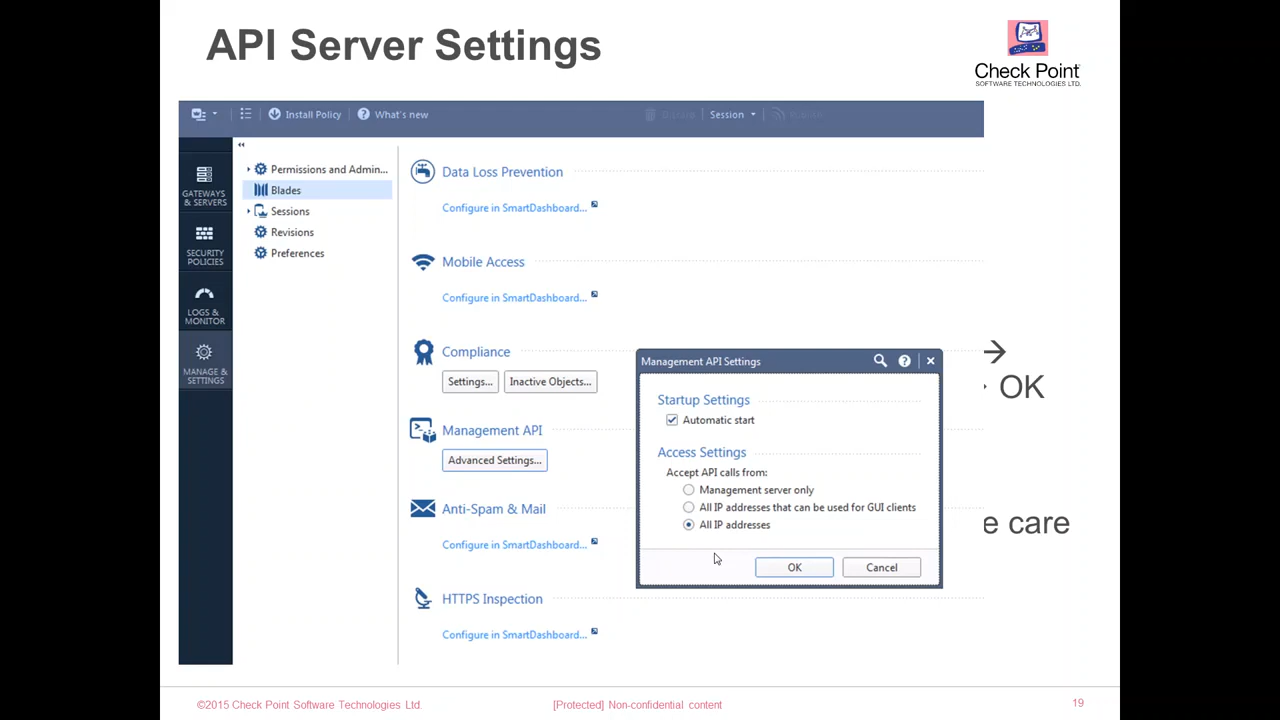 API Server Settings
Check Point
SOFTWARE TECHNOLOGIES LTD.
Install Policy
What's new
Session
GATEWAYS
& SERVERS
SECURITY
POLICIES
LOGS &
MONITOR
MANAGE &
SETTINGS
Permissions and Admin...
Blades
Sessions
Revisions
Preferences
Data Loss Prevention
Configure in SmartDashboard...
Mobile Access
Configure in SmartDashboard...
Compliance
Settings...
Inactive Objects...
Management API
Advanced Settings...
Anti-Spam & Mail
Configure in SmartDashboard...
HTTPS Inspection
Configure in SmartDashboard...
Management API Settings
Startup Settings
Automatic start
Access Settings
Accept API calls from:
Management server only
All IP addresses that can be used for GUI clients
All IP addresses
OK
Cancel
→
OK
e care
©2015 Check Point Software Technologies Ltd.
[Protected] Non-confidential content
19